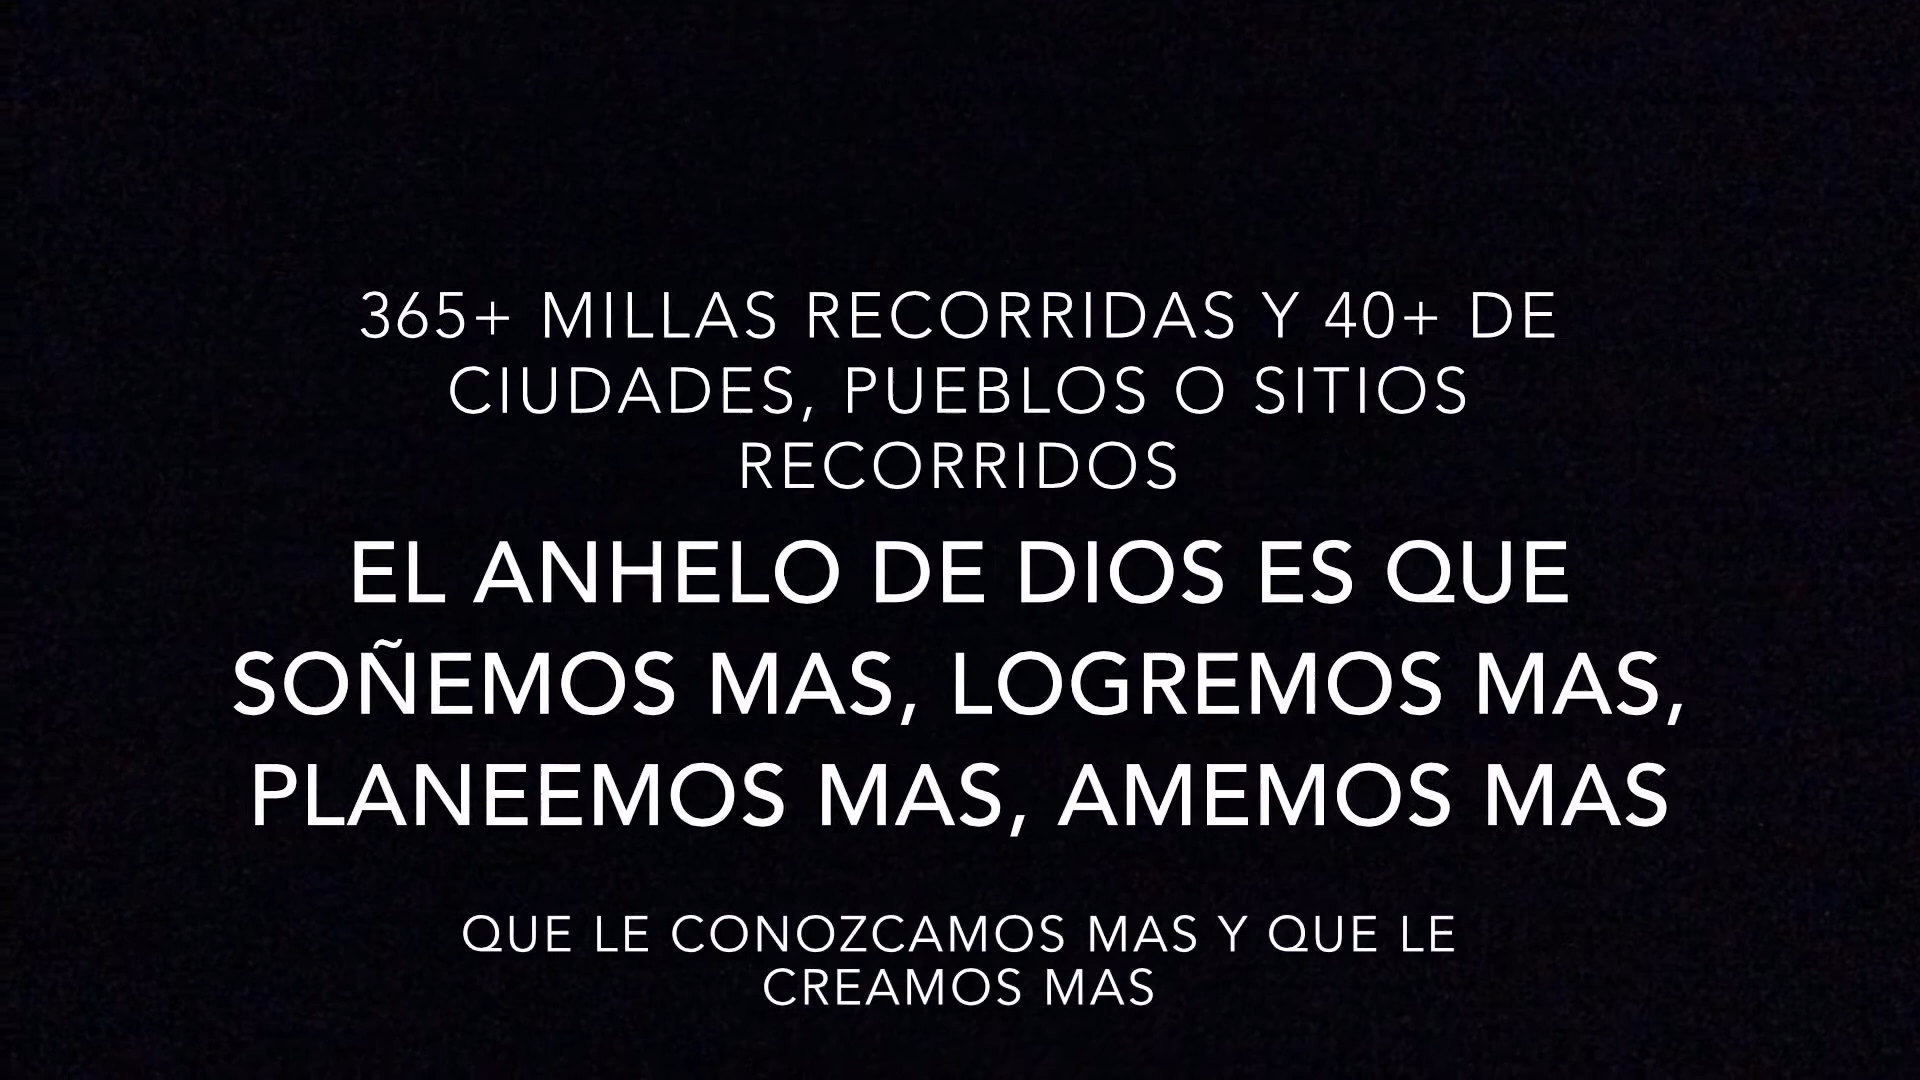 365+ MILLAS RECORRIDAS Y 40+ DE
CIUDADES, PUEBLOS O SITIOS
RECORRIDOS
EL ANHELO DE DIOS ES QUE
SOÑEMOS MAS, LOGREMOS MAS,
PLANEEMOS MAS, AMEMOS MAS
QUE LE CONOZCAMOS MAS Y QUE LE
CREAMOS MAS